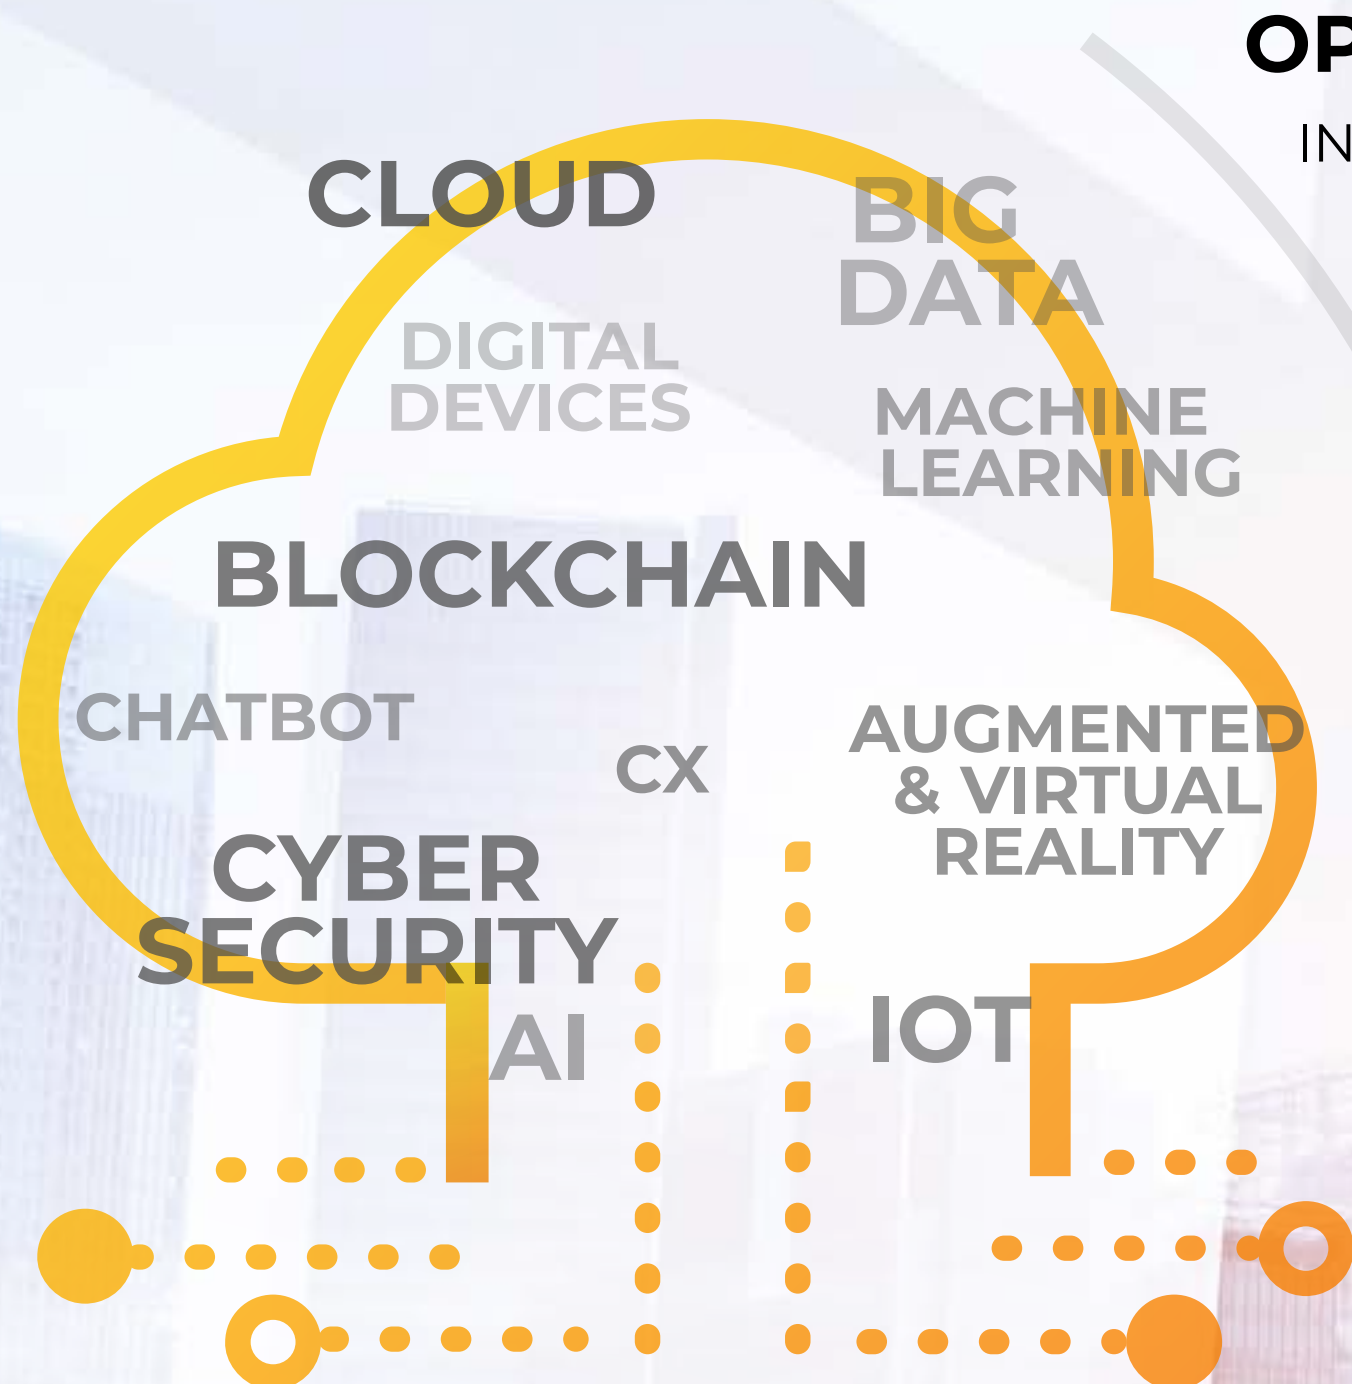 OP
IN
CLOUD
BIG
DATA
DIGITAL
DEVICES
MACHINE
LEARNING
BLOCKCHAIN
CHATBOT
CX
AUGMENTED
& VIRTUAL
REALITY
CYBER
SECURITY
AI
IOT